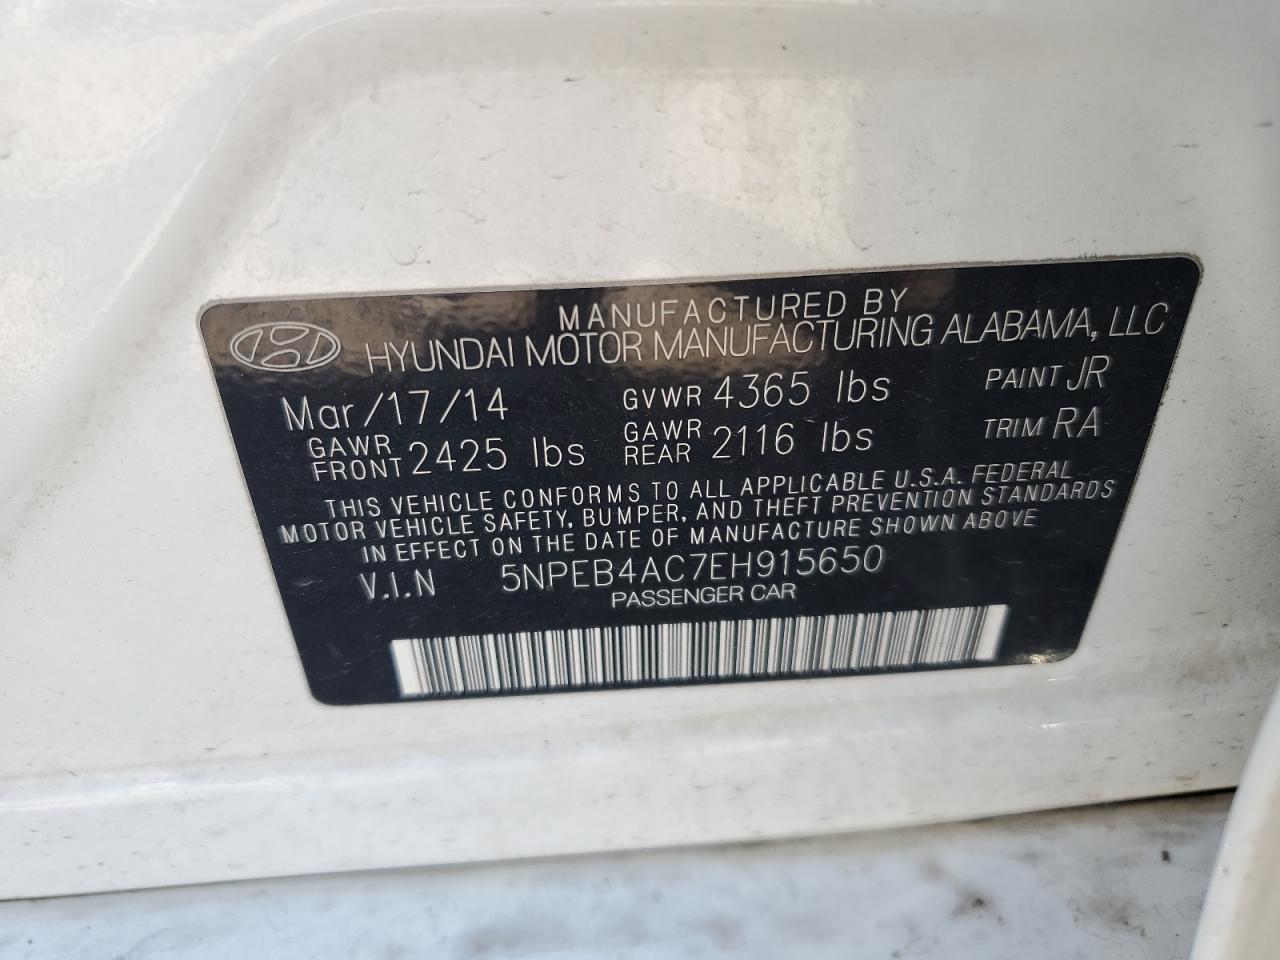 MANUFACTURED BY
HYUNDAI MOTOR MANUFACTURING ALABAMA, LLC
Mar/17/14 GVWR 4365 lbs PAINT JR
GAWR FRONT 2425 lbs GAWR REAR 2116 lbs TRIM RA
THIS VEHICLE CONFORMS TO ALL APPLICABLE U.S.A. FEDERAL
MOTOR VEHICLE SAFETY, BUMPER, AND THEFT PREVENTION STANDARDS
IN EFFECT ON THE DATE OF MANUFACTURE SHOWN ABOVE
V.I.N 5NPEB4AC7EH915650
PASSENGER CAR